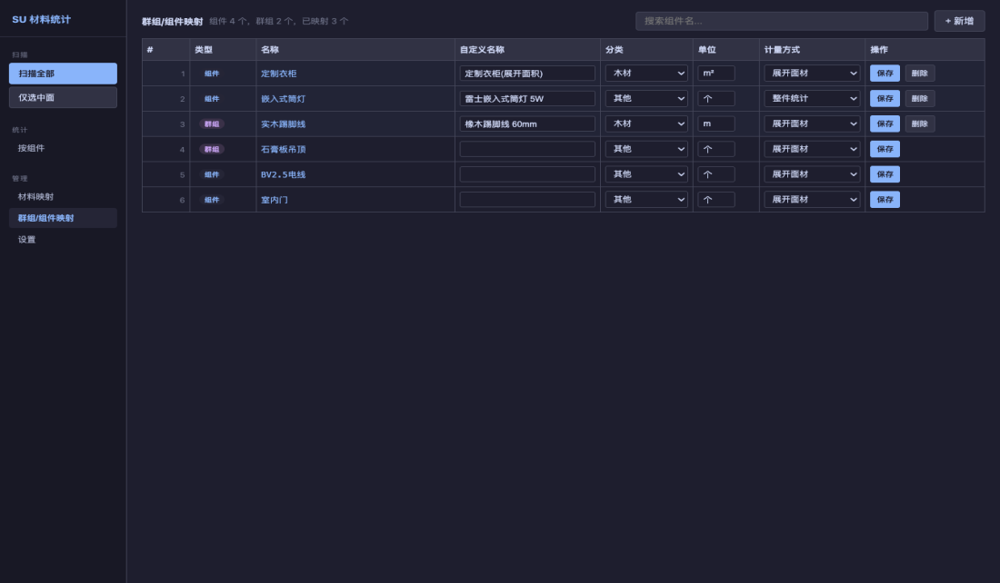 SU 材料统计
扫描
扫描全部
仅选中面
统计
按组件
管理
材料映射
群组/组件映射
设置
群组/组件映射 组件 4 个, 群组 2 个, 已映射 3 个 搜索组件名... + 新增
# 类型 名称 自定义名称 分类 单位 计量方式 操作
1 组件 定制衣柜 定制衣柜(展开面积) 木材 m² 展开面材 保存 删除
2 组件 嵌入式筒灯 雷士嵌入式筒灯 5W 其他 个 整件统计 保存 删除
3 群组 实木踢脚线 橡木踢脚线 60mm 木材 m 展开面材 保存 删除
4 群组 石膏板吊顶 其他 个 展开面材 保存
5 组件 BV2.5电线 其他 个 展开面材 保存
6 组件 室内门 其他 个 展开面材 保存